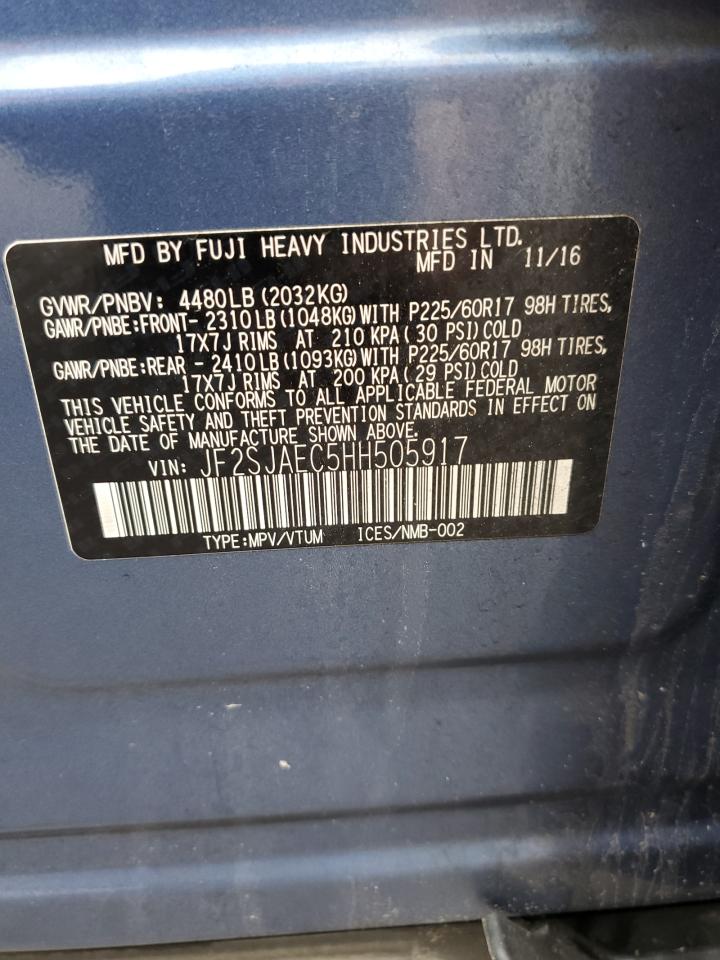 MFD BY FUJI HEAVY INDUSTRIES LTD.
MFD IN 11/16
GVWR/PNBV: 4480LB (2032KG)
GAWR/PNBE:FRONT- 2310LB (1048KG) WITH P225/60R17 98H TIRES,
17X7J RIMS AT 210 KPA ( 30 PSI) COLD
GAWR/PNBE:REAR - 2410LB (1093KG) WITH P225/60R17 98H TIRES,
17X7J RIMS AT 200 KPA ( 29 PSI) COLD
THIS VEHICLE CONFORMS TO ALL APPLICABLE FEDERAL MOTOR
VEHICLE SAFETY AND THEFT PREVENTION STANDARDS IN EFFECT ON
THE DATE OF MANUFACTURE SHOWN ABOVE.
VIN: JF2SJAEC5HH505917
TYPE:MPV/VTUM ICES/NMB-002